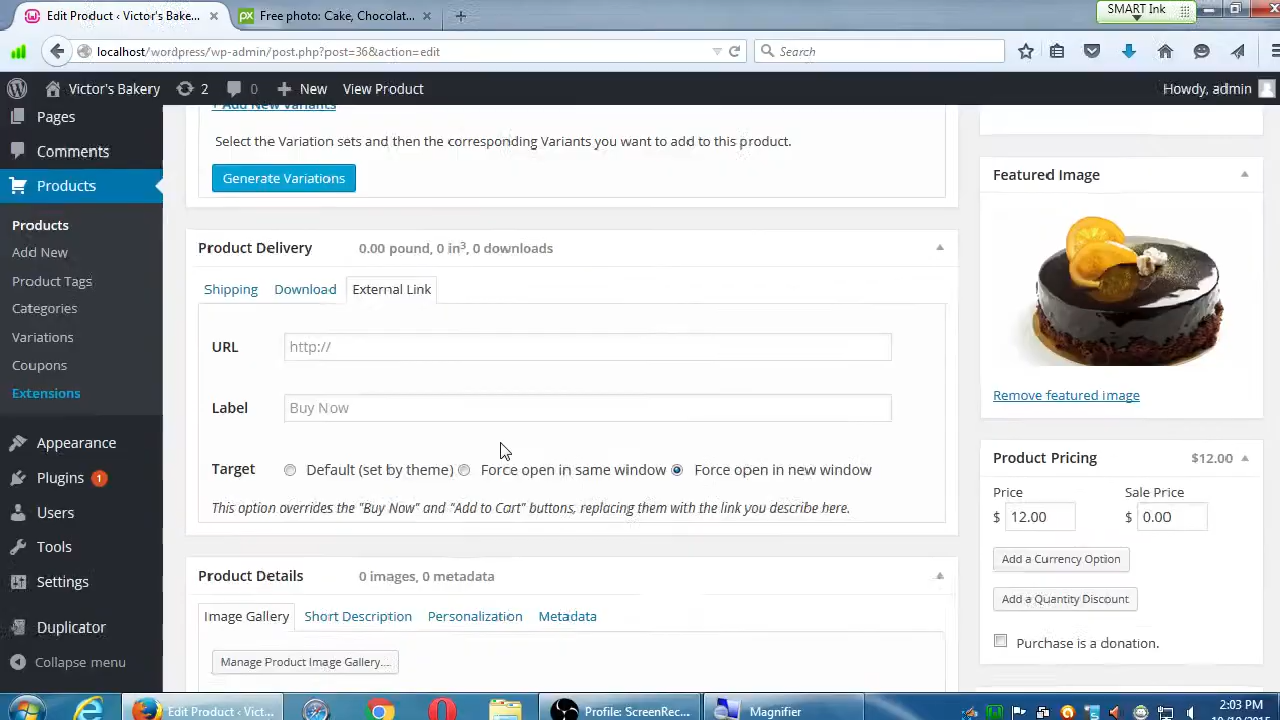 Edit Product ‹ Victor's Bake...
Free photo: Cake, Chocolat...
SMART Ink
localhost/wordpress/wp-admin/post.php?post=36&action=edit
Search
Victor's Bakery
2
0
New
View Product
Howdy, admin
Pages
Comments
Products
Products
Add New
Product Tags
Categories
Variations
Coupons
Extensions
Appearance
Plugins 1
Users
Tools
Settings
Duplicator
Collapse menu
+ Add New Variants
Select the Variation sets and then the corresponding Variants you want to add to this product.
Generate Variations
Product Delivery 0.00 pound, 0 in³, 0 downloads
Shipping Download External Link
URL http://
Label Buy Now
Target Default (set by theme) Force open in same window Force open in new window
This option overrides the "Buy Now" and "Add to Cart" buttons, replacing them with the link you describe here.
Product Details 0 images, 0 metadata
Image Gallery Short Description Personalization Metadata
Manage Product Image Gallery....
Featured Image
Remove featured image
Product Pricing $12.00
Price Sale Price
$ 12.00 $ 0.00
Add a Currency Option
Add a Quantity Discount
Purchase is a donation.
Edit Product ‹ Vict...
Profile: ScreenRec...
Magnifier
2:03 PM